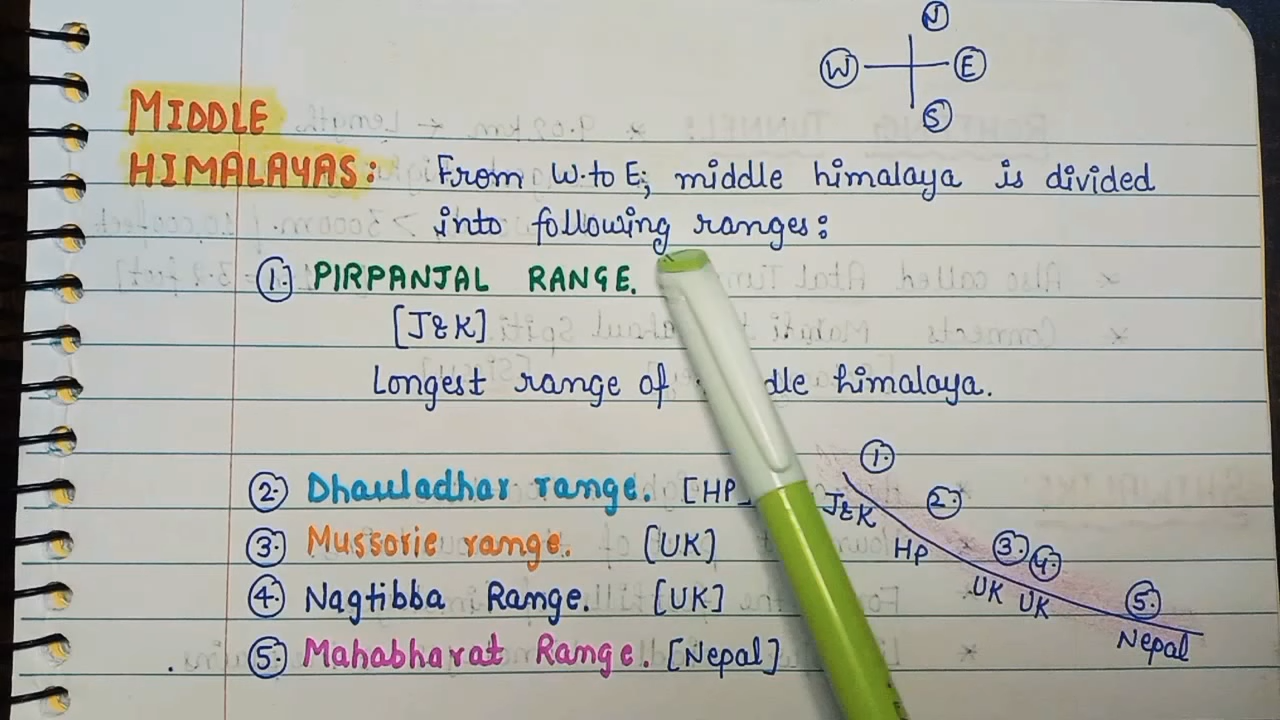 N
W E
S
MIDDLE
HIMALAYAS: From W.to E; middle himalaya is divided
into following ranges:
1. PIRPANJAL RANGE.
[J&K]
Longest range of himalaya.
2. Dhauladhar range. [HP]
3. Mussorie range. [UK]
4. Nagtibba Range. [UK]
5. Mahabharat Range. [Nepal]
1.
J&K
2.
HP
3. 4.
UK UK
5.
Nepal